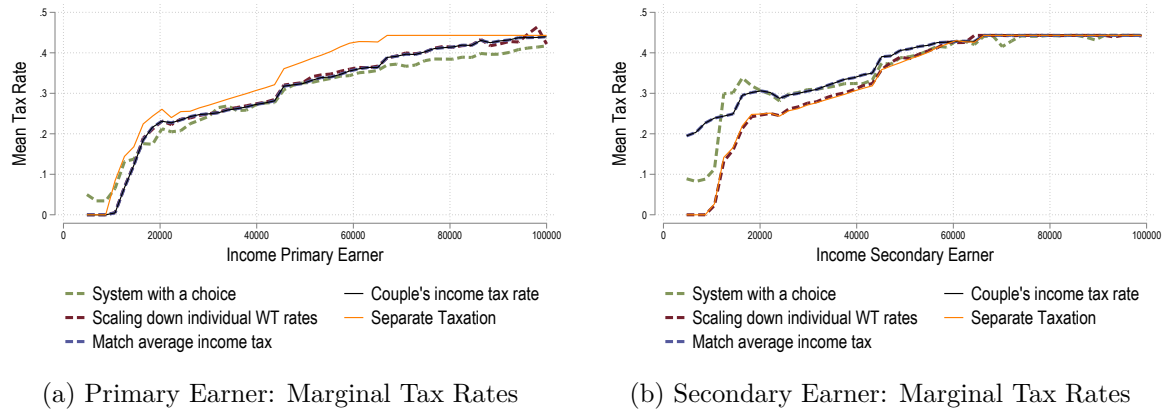 .5
.4
.3
.2
.1
0
Mean Tax Rate
0 20000 40000 60000 80000 100000
Income Primary Earner
System with a choice
Couple's income tax rate
Scaling down individual WT rates
Separate Taxation
Match average income tax
(a) Primary Earner: Marginal Tax Rates
.5
.4
.3
.2
.1
0
Mean Tax Rate
0 20000 40000 60000 80000 100000
Income Secondary Earner
System with a choice
Couple's income tax rate
Scaling down individual WT rates
Separate Taxation
Match average income tax
(b) Secondary Earner: Marginal Tax Rates